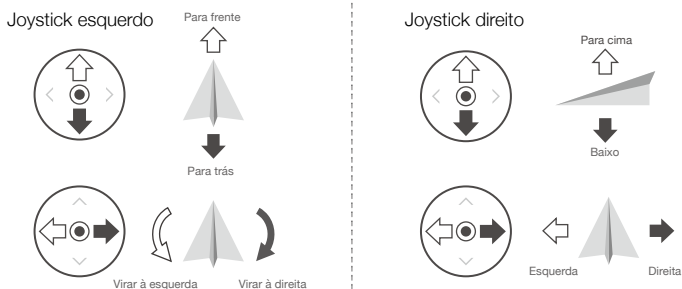 Joystick esquerdo
Para frente
Para trás
Virar à esquerda
Virar à direita
Joystick direito
Para cima
Baixo
Esquerda
Direita